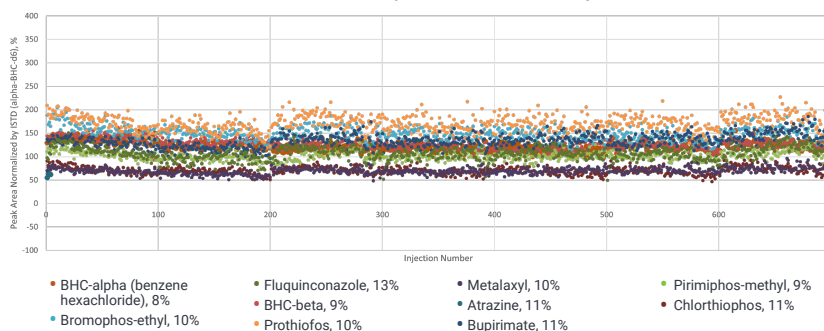 400
350
300
250
200
150
100
50
0
-50
-100
Peak Area Normalized by ISTD (alpha-BHC-d6), %
0
100
200
300
400
500
600
Injection Number
BHC-alpha (benzene
hexachloride), 8%
Bromophos-ethyl, 10%
Fluquinconazole, 13%
BHC-beta, 9%
Prothiofos, 10%
Metalaxyl, 10%
Atrazine, 11%
Bupirimate, 11%
Pirimiphos-methyl, 9%
Chlorthiophos, 11%